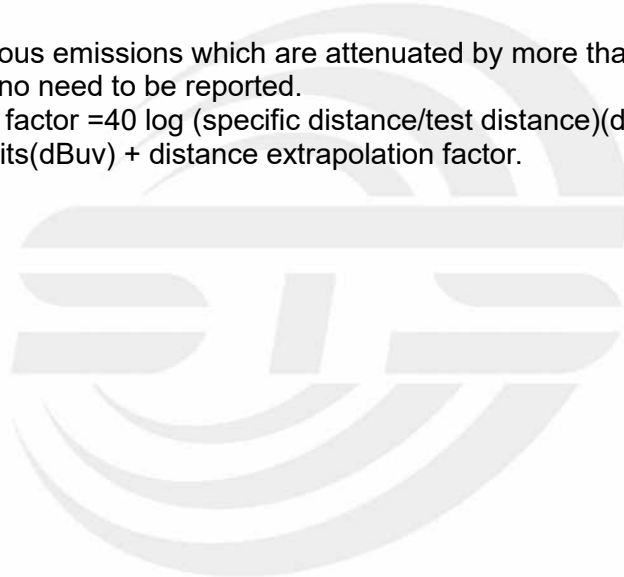 ous emissions which are attenuated by more tha
no need to be reported.
factor =40 log (specific distance/test distance)(d
its(dBuv) + distance extrapolation factor.
STS